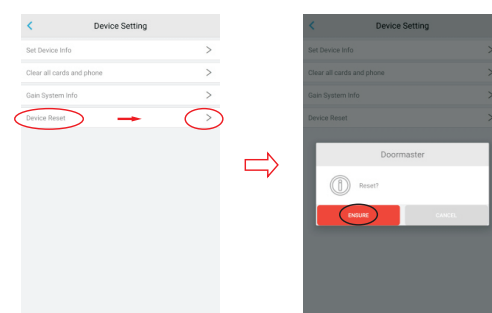 Device Setting
Set Device Info
Clear all cards and phone
Gain System Info
Device Reset
Device Setting
Set Device Info
Clear all cards and phone
Gain System Info
Device Reset
Doormaster
Reset?
ENSURE
CANCEL